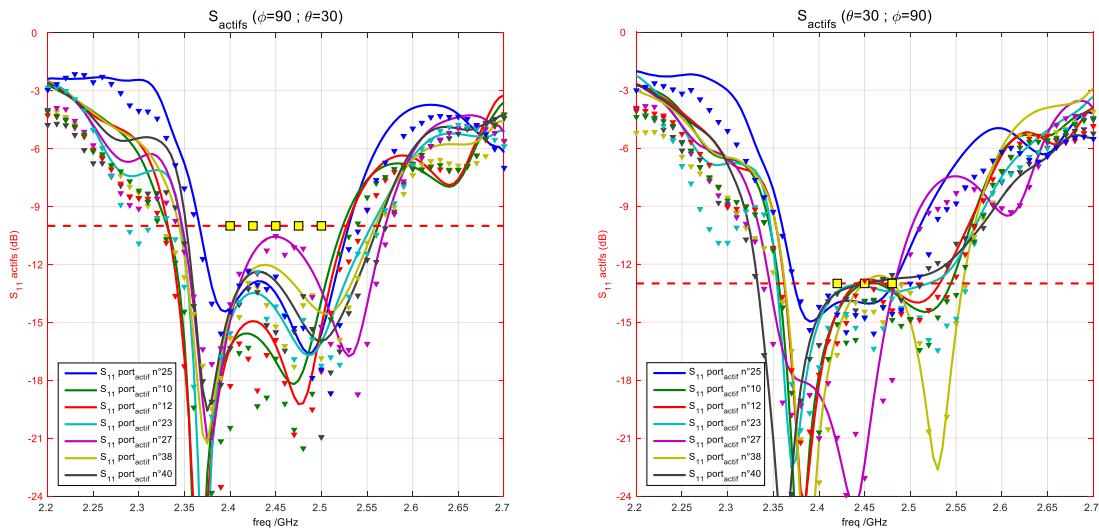 S_actifs (ϕ=90 ; θ=30)
0
-3
-6
-9
-12
-15
-18
-21
-24
S_11 actifs (dB)
S_11 port_actif n°25
S_11 port_actif n°10
S_11 port_actif n°12
S_11 port_actif n°23
S_11 port_actif n°27
S_11 port_actif n°38
S_11 port_actif n°40
2.2 2.25 2.3 2.35 2.4 2.45 2.5 2.55 2.6 2.65 2.7
freq /GHz
S_actifs (θ=30 ; ϕ=90)
0
-3
-6
-9
-12
-15
-18
-21
-24
S_11 actifs (dB)
S_11 port_actif n°25
S_11 port_actif n°10
S_11 port_actif n°12
S_11 port_actif n°23
S_11 port_actif n°27
S_11 port_actif n°38
S_11 port_actif n°40
2.2 2.25 2.3 2.35 2.4 2.45 2.5 2.55 2.6 2.65 2.7
freq /GHz